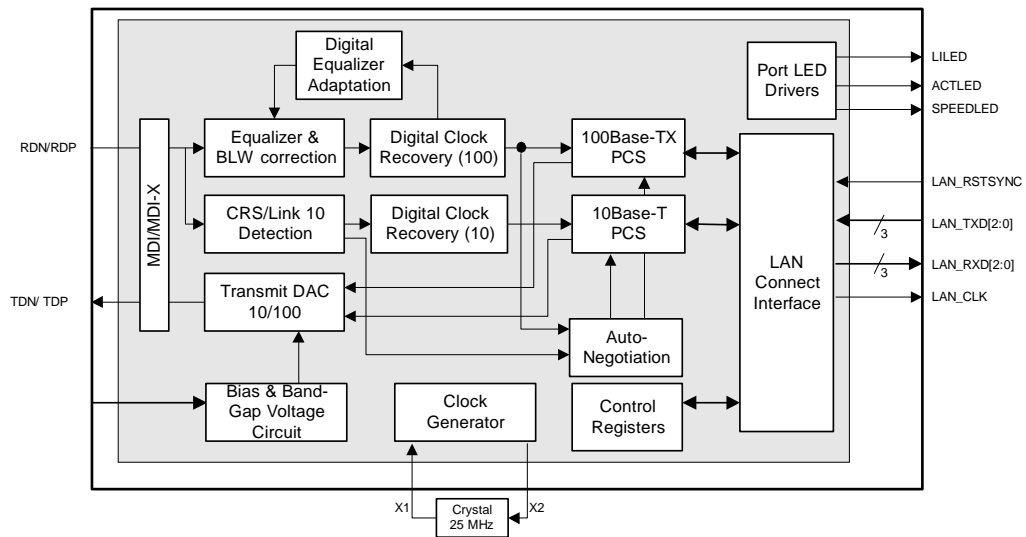 Digital
Equalizer
Adaptation
Port LED
Drivers
LILED
ACTLED
SPEEDLED
RDN/RDP
MDI/MDI-X
Equalizer &
BLW correction
Digital Clock
Recovery (100)
100Base-TX
PCS
LAN_RSTSYNC
CRS/Link 10
Detection
Digital Clock
Recovery (10)
10Base-T
PCS
LAN_TXD[2:0]
3
LAN
Connect
Interface
LAN_RXD[2:0]
3
LAN_CLK
TDN/ TDP
Transmit DAC
10/100
Auto-
Negotiation
Bias & Band-
Gap Voltage
Circuit
Clock
Generator
Control
Registers
X1
Crystal
25 MHz
X2